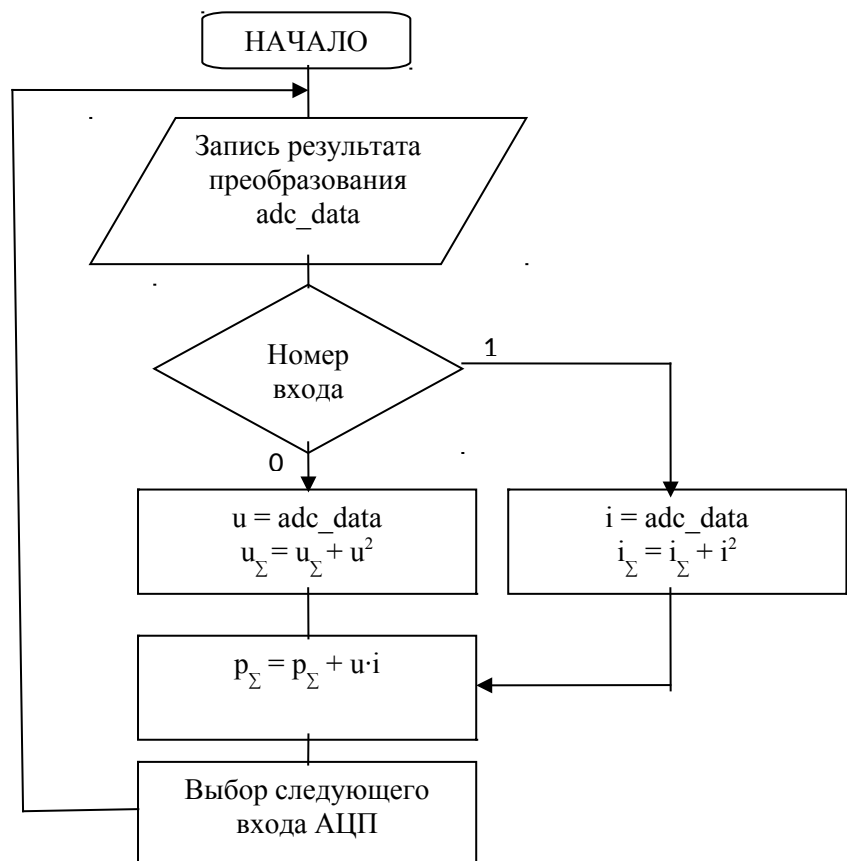 НАЧАЛО
Запись результата
преобразования
adc_data
Номер
входа
1
0
u = adc_data
u_Σ = u_Σ + u²
i = adc_data
i_Σ = i_Σ + i²
p_Σ = p_Σ + u·i
Выбор следующего
входа АЦП